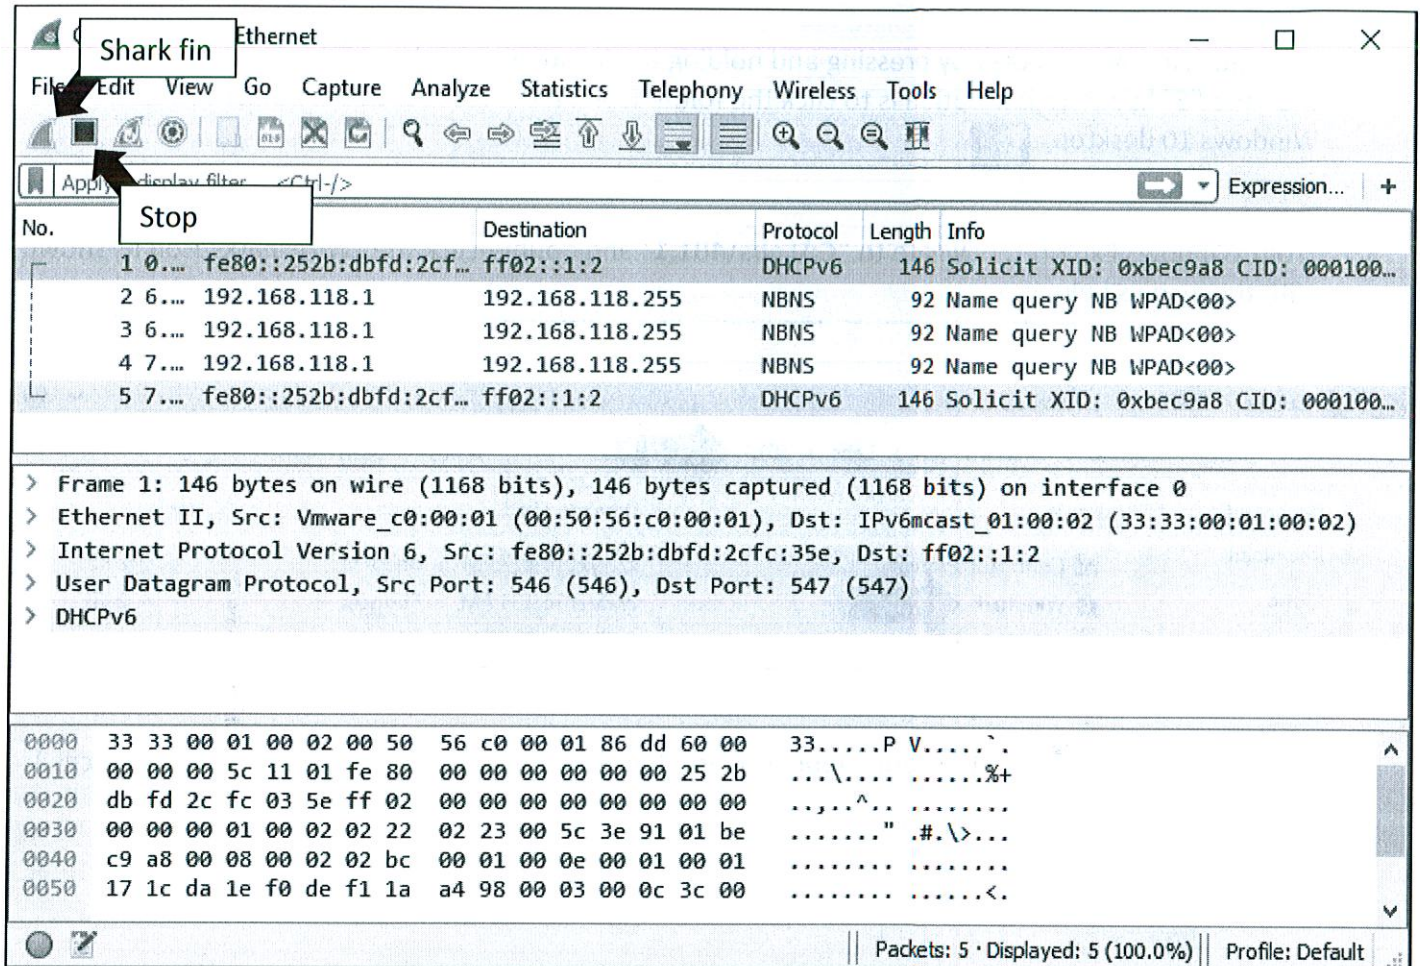 Shark fin
Ethernet
File Edit View Go Capture Analyze Statistics Telephony Wireless Tools Help
Apply display filter ... <Ctrl-/>
Expression... +
Stop
No. Destination Protocol Length Info
1 0.… fe80::252b:dbfd:2cf… ff02::1:2 DHCPv6 146 Solicit XID: 0xbec9a8 CID: 000100…
2 6.… 192.168.118.1 192.168.118.255 NBNS 92 Name query NB WPAD<00>
3 6.… 192.168.118.1 192.168.118.255 NBNS 92 Name query NB WPAD<00>
4 7.… 192.168.118.1 192.168.118.255 NBNS 92 Name query NB WPAD<00>
5 7.… fe80::252b:dbfd:2cf… ff02::1:2 DHCPv6 146 Solicit XID: 0xbec9a8 CID: 000100…
> Frame 1: 146 bytes on wire (1168 bits), 146 bytes captured (1168 bits) on interface 0
> Ethernet II, Src: Vmware_c0:00:01 (00:50:56:c0:00:01), Dst: IPv6mcast_01:00:02 (33:33:00:01:00:02)
> Internet Protocol Version 6, Src: fe80::252b:dbfd:2cfc:35e, Dst: ff02::1:2
> User Datagram Protocol, Src Port: 546 (546), Dst Port: 547 (547)
> DHCPv6
0000 33 33 00 01 00 02 00 50 56 c0 00 01 86 dd 60 00 33.....P V.....`.
0010 00 00 00 5c 11 01 fe 80 00 00 00 00 00 00 25 2b ...\.... ......%+
0020 db fd 2c fc 03 5e ff 02 00 00 00 00 00 00 00 00 ..,..^.. ........
0030 00 00 00 01 00 02 02 22 02 23 00 5c 3e 91 01 be ......." .#.\>...
0040 c9 a8 00 08 00 02 02 bc 00 01 00 0e 00 01 00 01 ........ ........
0050 17 1c da 1e f0 de f1 1a a4 98 00 03 00 0c 3c 00 ........ ......<.
Packets: 5 · Displayed: 5 (100.0%) Profile: Default